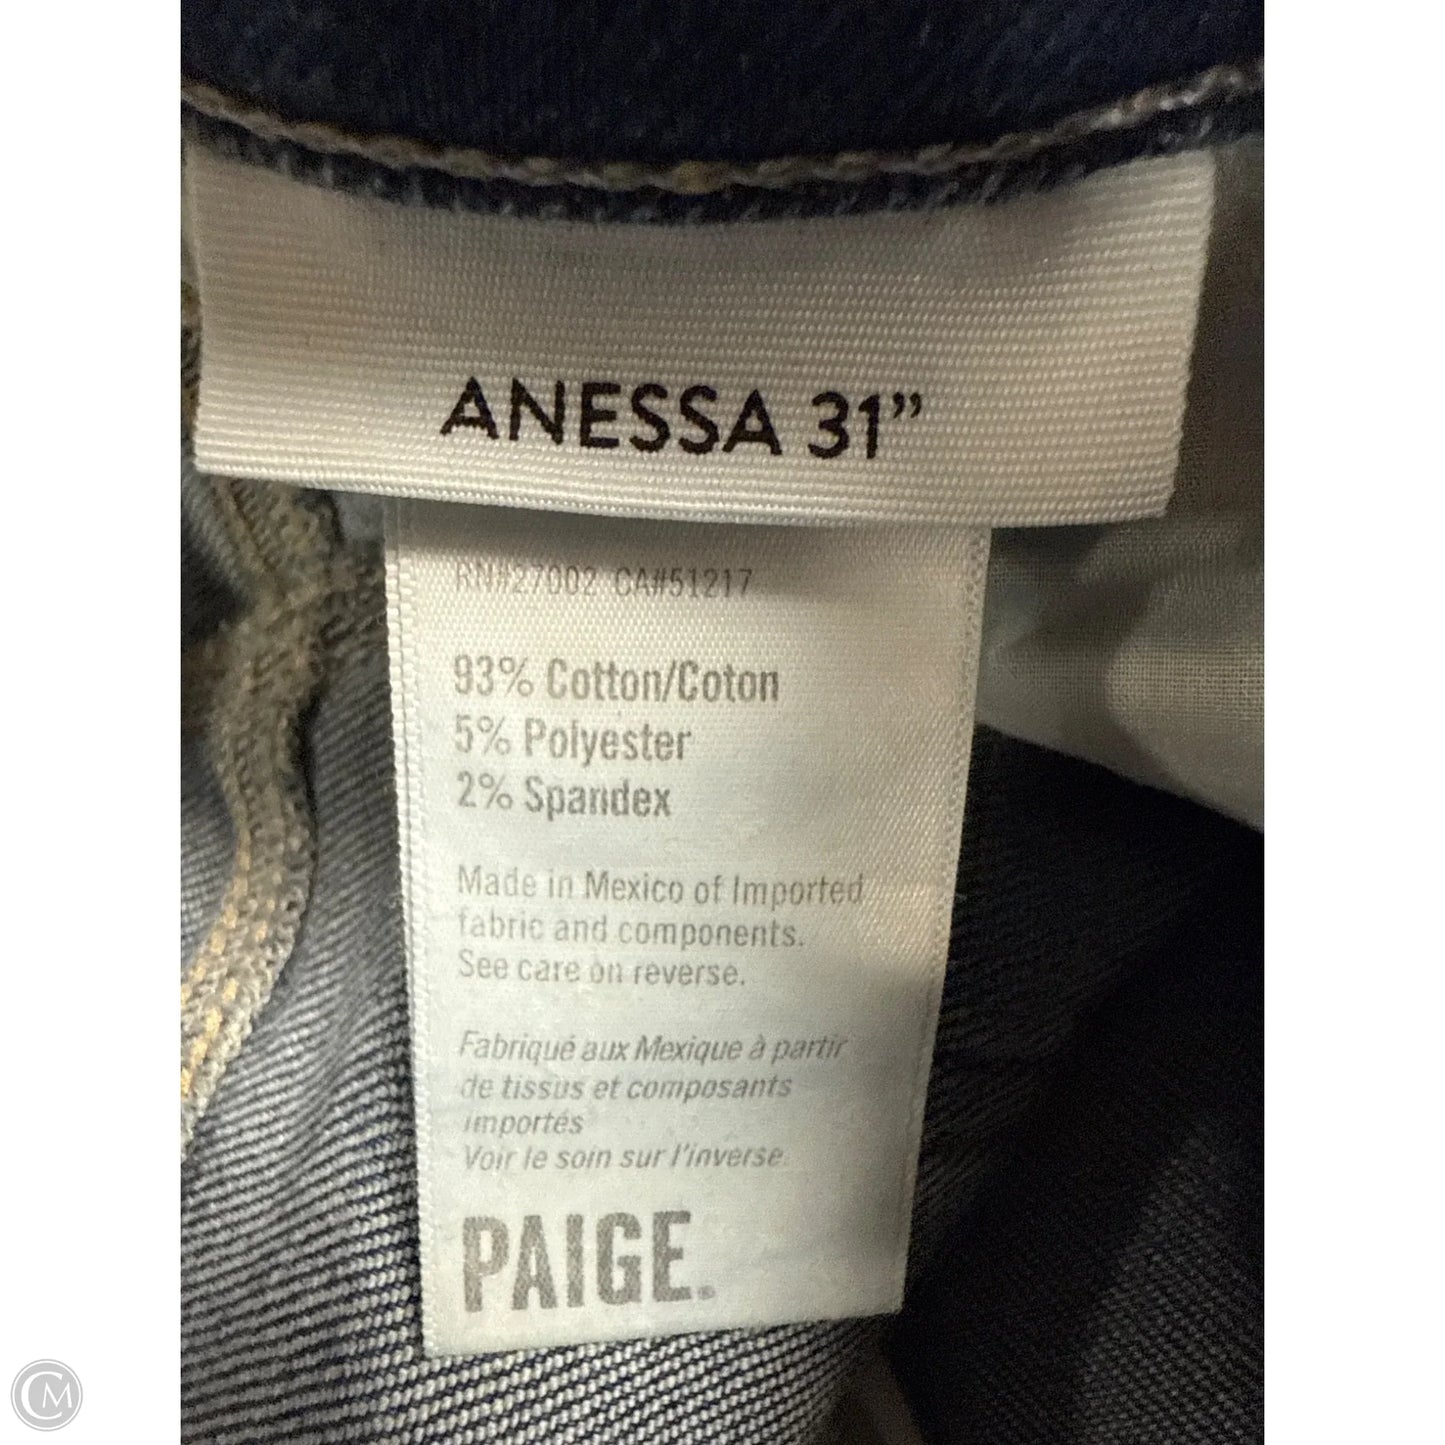 ANESSA 31”
RN#27002 CA#51217
93% Cotton/Coton
5% Polyester
2% Spandex
Made in Mexico of Imported
fabric and components.
See care on reverse.
Fabriqué aux Mexique à partir
de tissus et composants
importés
Voir le soin sur l'inverse.
PAIGE®
CM